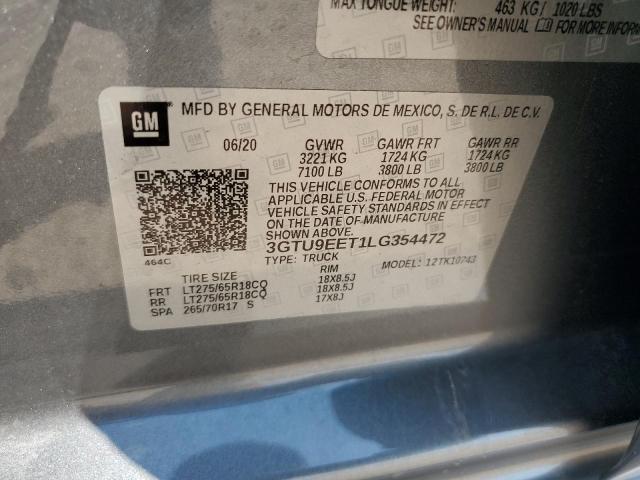 MAX TONGUE WEIGHT: 463 KG/ 1020 LBS
SEE OWNER'S MANUAL FOR MORE INFORMA
GM
MFD BY GENERAL MOTORS DE MEXICO, S. DE R.L. DE C.V.
06/20 GVWR GAWR FRT GAWR RR
3221 KG 1724 KG 1724 KG
7100 LB 3800 LB 3800 LB
THIS VEHICLE CONFORMS TO ALL
APPLICABLE U.S. FEDERAL MOTOR
VEHICLE SAFETY STANDARDS IN EFFECT
ON THE DATE OF MANUFACTURE SHOWN ABOVE
3GTU9EET1LG354472
464C
TYPE: TRUCK MODEL: 12TK10743
TIRE SIZE RIM
FRT LT275/65R18CQ 18X8.5J
RR LT275/65R18CQ 18X8.5J
SPA 265/70R17 S 17X8J